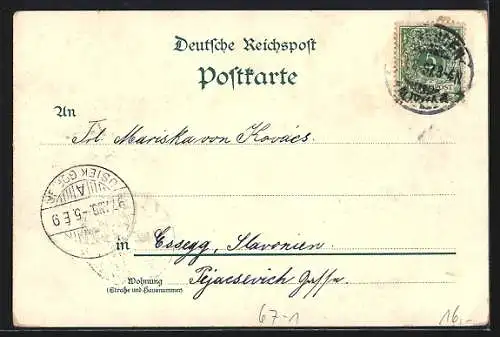 Deutsche Reichspost
Postkarte
An
Frl. Mariska von Kovács.
in Essegg, Slavonien.
Wohnung
(Straße und Hausnummer)
Pejacsevich Gasse.
67-1
16,-